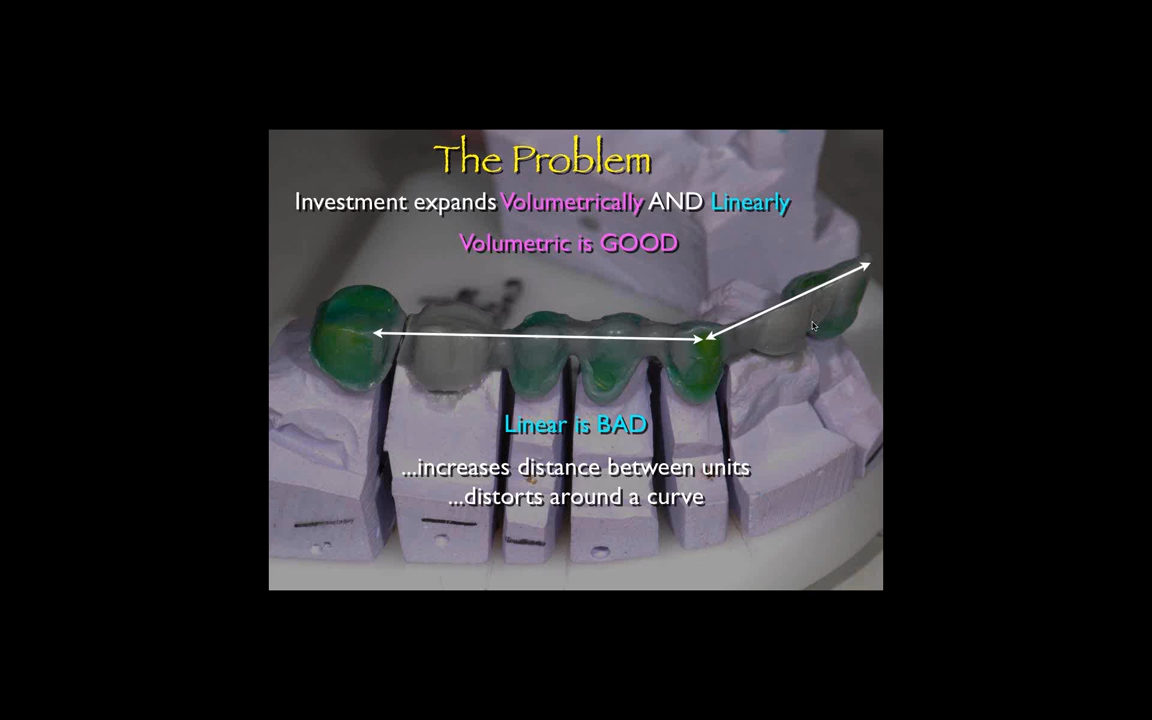 The Problem
Investment expands Volumetrically AND Linearly
Volumetric is GOOD
Linear is BAD
...increases distance between units
...distorts around a curve